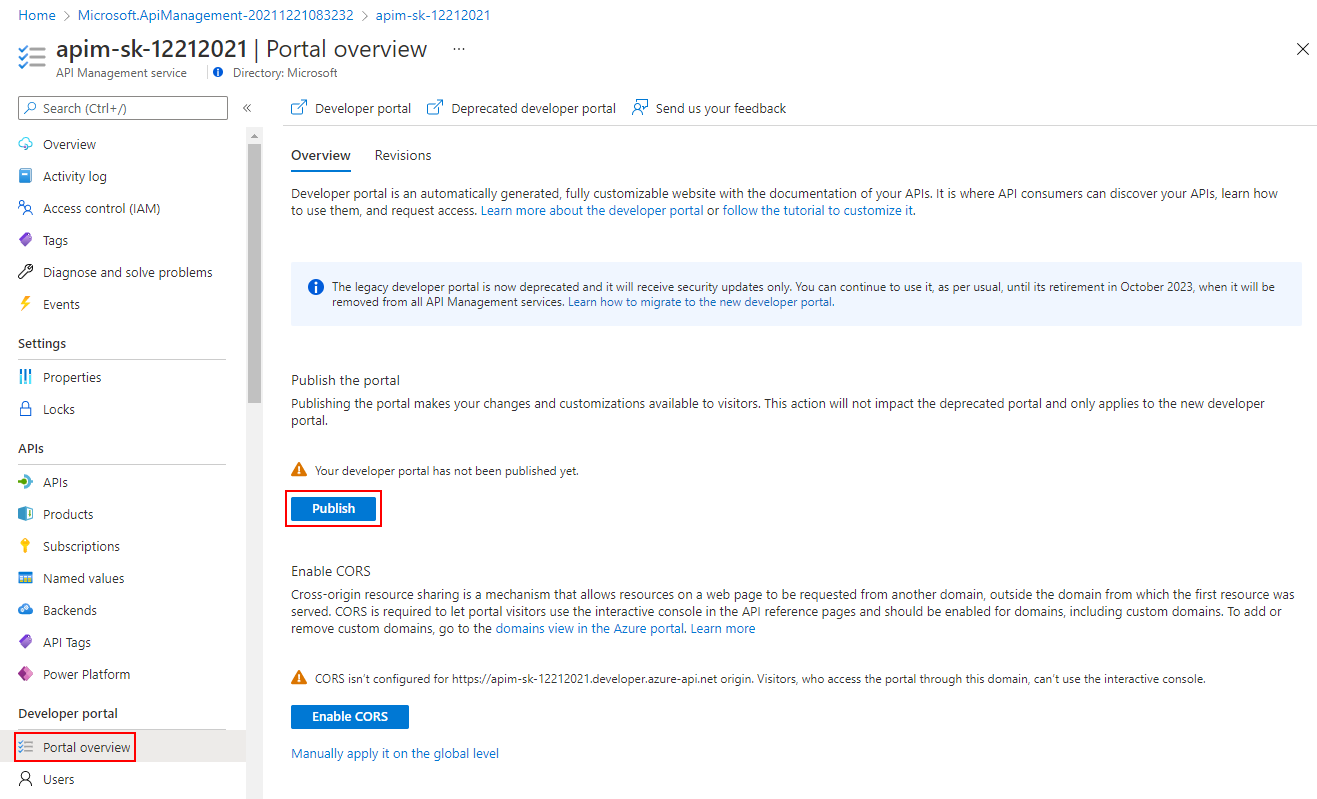 Home > Microsoft.ApiManagement-20211221083232 > apim-sk-12212021
apim-sk-12212021 | Portal overview ...
API Management service
Directory: Microsoft
Search (Ctrl+/)
«
Overview
Activity log
Access control (IAM)
Tags
Diagnose and solve problems
Events
Settings
Properties
Locks
APIs
APIs
Products
Subscriptions
Named values
Backends
API Tags
Power Platform
Developer portal
Portal overview
Users
Developer portal
Deprecated developer portal
Send us your feedback
Overview
Revisions
Developer portal is an automatically generated, fully customizable website with the documentation of your APIs. It is where API consumers can discover your APIs, learn how
to use them, and request access. Learn more about the developer portal or follow the tutorial to customize it.
The legacy developer portal is now deprecated and it will receive security updates only. You can continue to use it, as per usual, until its retirement in October 2023, when it will be
removed from all API Management services. Learn how to migrate to the new developer portal.
Publish the portal
Publishing the portal makes your changes and customizations available to visitors. This action will not impact the deprecated portal and only applies to the new developer
portal.
Your developer portal has not been published yet.
Publish
Enable CORS
Cross-origin resource sharing is a mechanism that allows resources on a web page to be requested from another domain, outside the domain from which the first resource was
served. CORS is required to let portal visitors use the interactive console in the API reference pages and should be enabled for domains, including custom domains. To add or
remove custom domains, go to the domains view in the Azure portal. Learn more
CORS isn't configured for https://apim-sk-12212021.developer.azure-api.net origin. Visitors, who access the portal through this domain, can't use the interactive console.
Enable CORS
Manually apply it on the global level